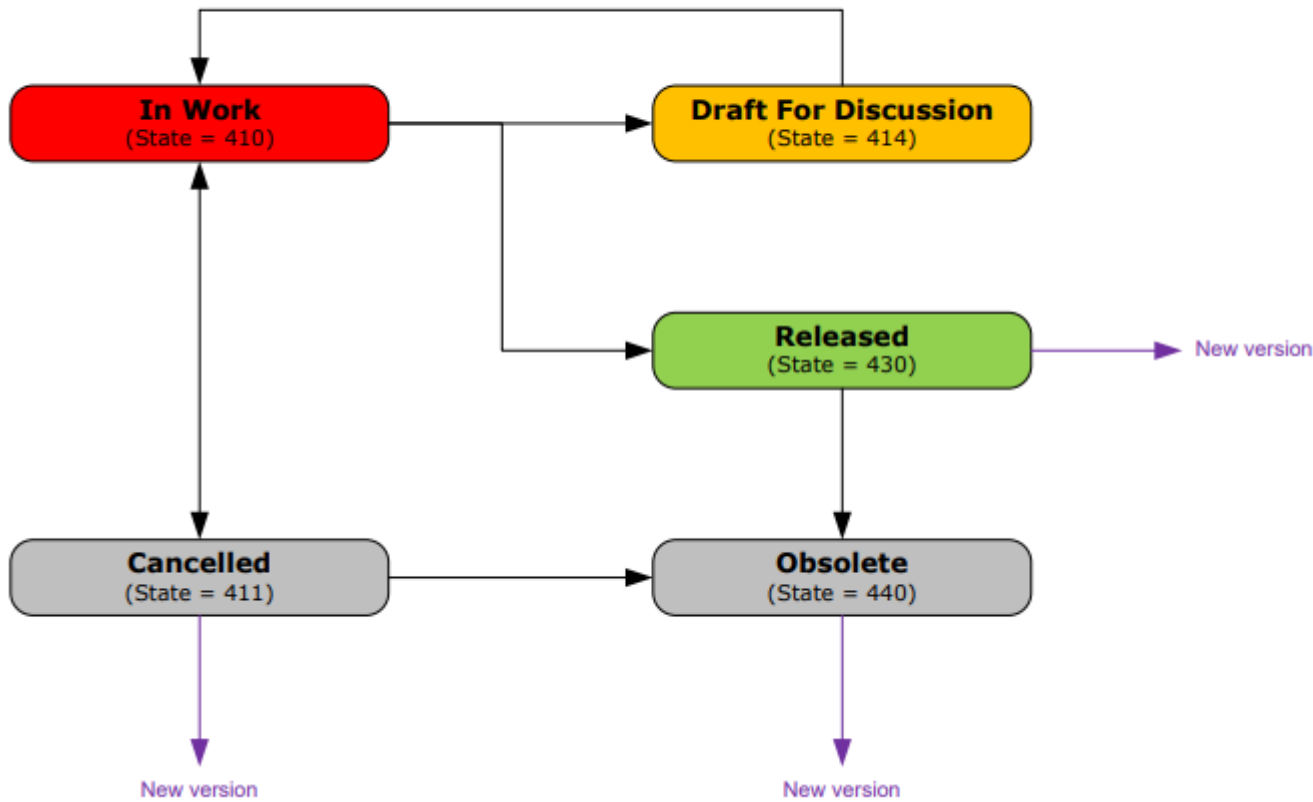 In Work
(State = 410)
Draft For Discussion
(State = 414)
Released
(State = 430)
New version
Cancelled
(State = 411)
Obsolete
(State = 440)
New version
New version